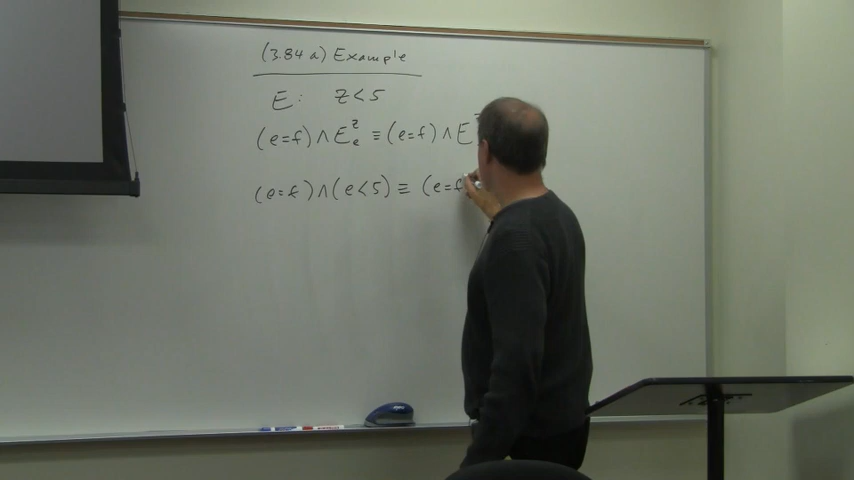 (3.84 a) Example
E: z<5
(e=f) ∧ E^z_e ≡ (e=f) ∧ E^z
(e=f) ∧ (e<5) ≡ (e=f